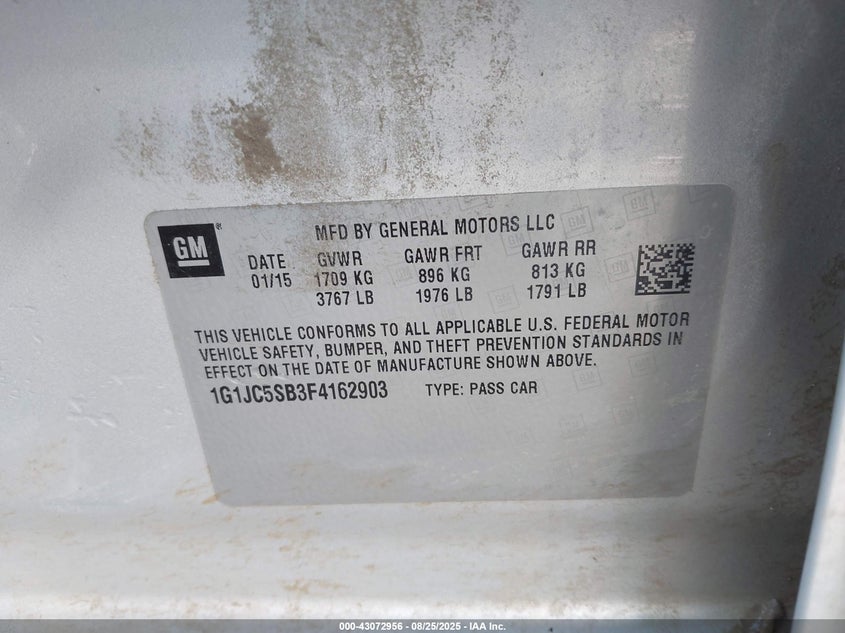 GM
MFD BY GENERAL MOTORS LLC
DATE GVWR GAWR FRT GAWR RR
01/15 1709 KG 896 KG 813 KG
3767 LB 1976 LB 1791 LB
THIS VEHICLE CONFORMS TO ALL APPLICABLE U.S. FEDERAL MOTOR
VEHICLE SAFETY, BUMPER, AND THEFT PREVENTION STANDARDS IN
EFFECT ON THE DATE OF MANUFACTURE SHOWN ABOVE.
1G1JC5SB3F4162903 TYPE: PASS CAR
000-43072956 - 08/25/2025 - IAA Inc.